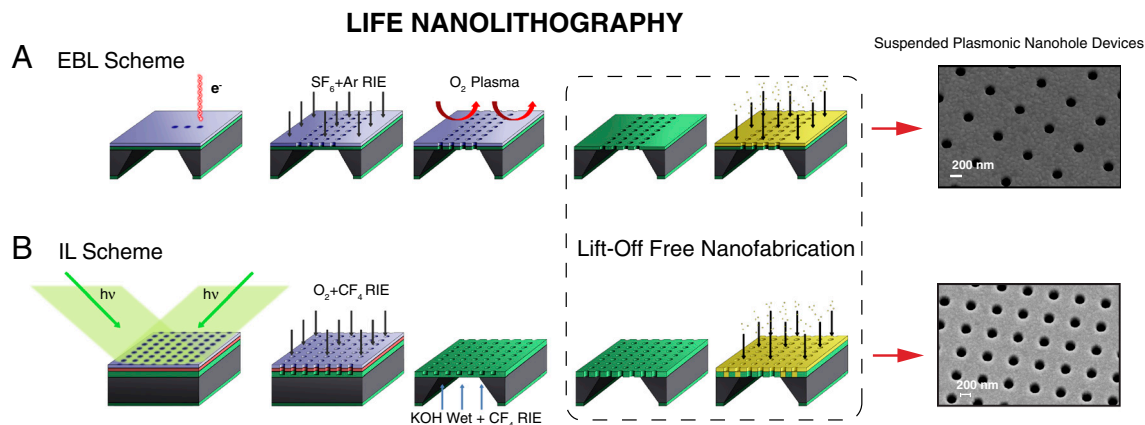 LIFE NANOLITHOGRAPHY
A EBL Scheme
Suspended Plasmonic Nanohole Devices
e-
SF6+Ar RIE
O2 Plasma
200 nm
B IL Scheme
Lift-Off Free Nanofabrication
hν
hν
O2+CF4 RIE
KOH Wet + CF4 RIE
200 nm